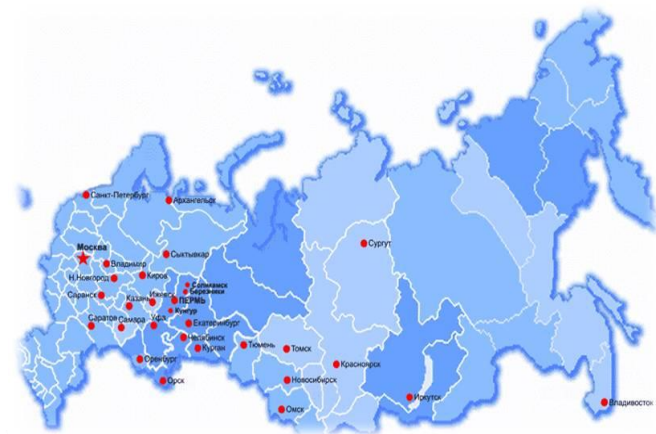 Санкт-Петербург
Архангельск
Сургут
Москва
Сыктывкар
Владимир
Н.Новгород
Киров
Соликамск
Березники
Саранск
Казань
Ижевск
ПЕРМЬ
Кунгур
Саратов
Самара
Уфа
Екатеринбург
Челябинск
Курган
Тюмень
Томск
Оренбург
Красноярск
Орск
Новосибирск
Иркутск
Владивосток
Омск